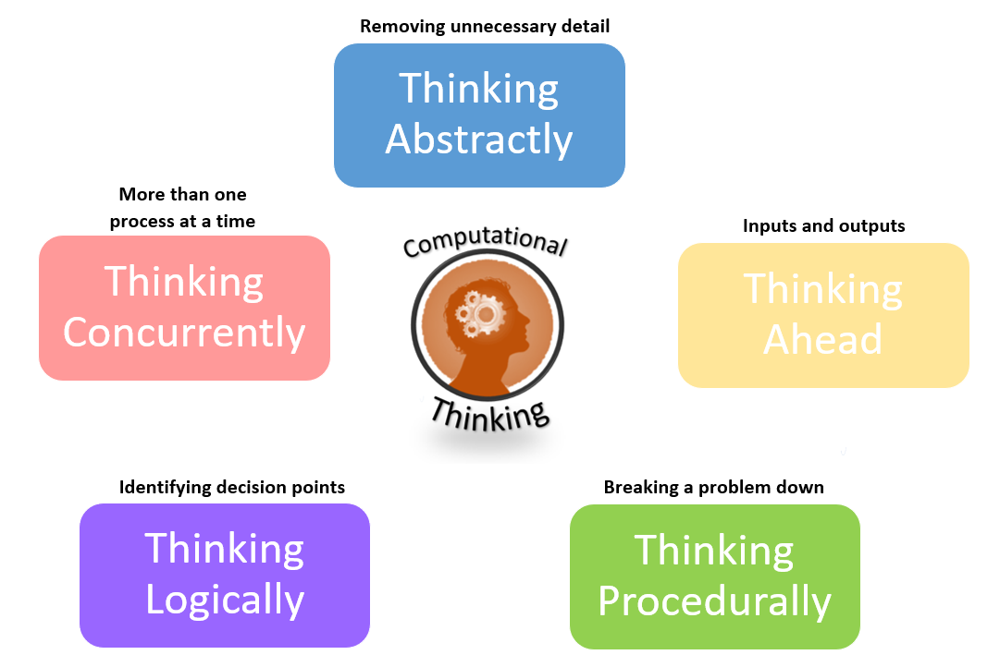 Removing unnecessary detail
Thinking
Abstractly
More than one
process at a time
Thinking
Concurrently
Computational
Thinking
Inputs and outputs
Thinking
Ahead
Identifying decision points
Thinking
Logically
Breaking a problem down
Thinking
Procedurally